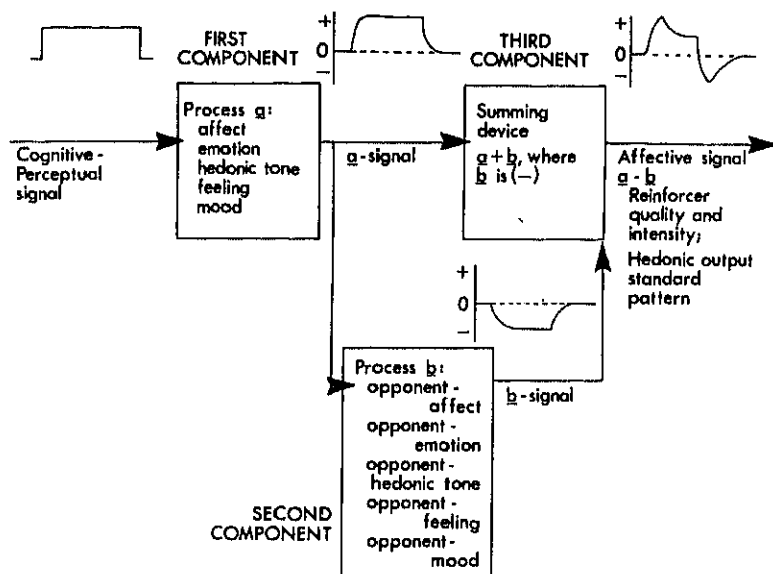 FIRST
COMPONENT
Process a:
affect
emotion
hedonic tone
feeling
mood
Cognitive-
Perceptual
signal
+
0
−
a-signal
THIRD
COMPONENT
Summing
device
a+b, where
b is (−)
+
0
−
Affective signal
a - b
Reinforcer
quality and
intensity;
Hedonic output
standard
pattern
+
0
−
b-signal
SECOND
COMPONENT
Process b:
opponent-
affect
opponent-
emotion
opponent-
hedonic tone
opponent-
feeling
opponent-
mood